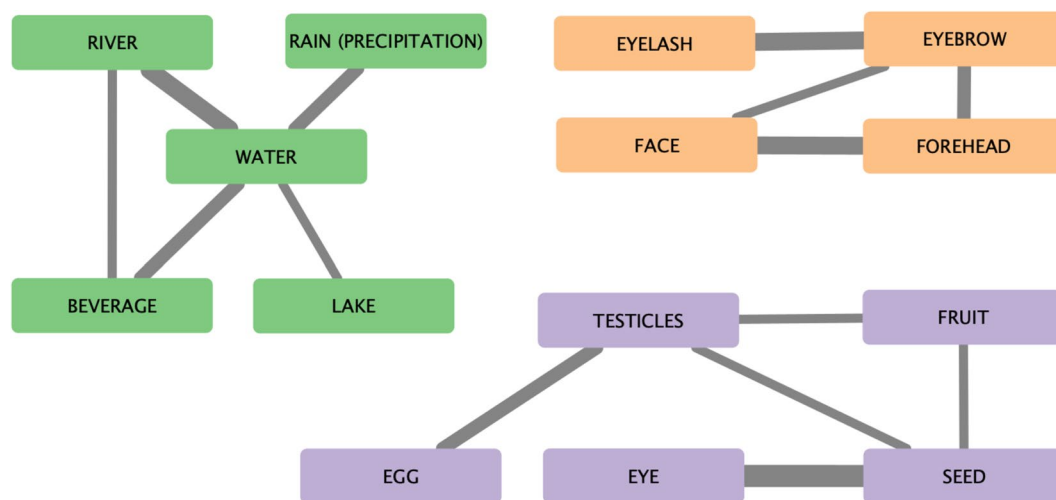 RIVER
RAIN (PRECIPITATION)
WATER
BEVERAGE
LAKE
EYELASH
EYEBROW
FACE
FOREHEAD
TESTICLES
FRUIT
EGG
EYE
SEED